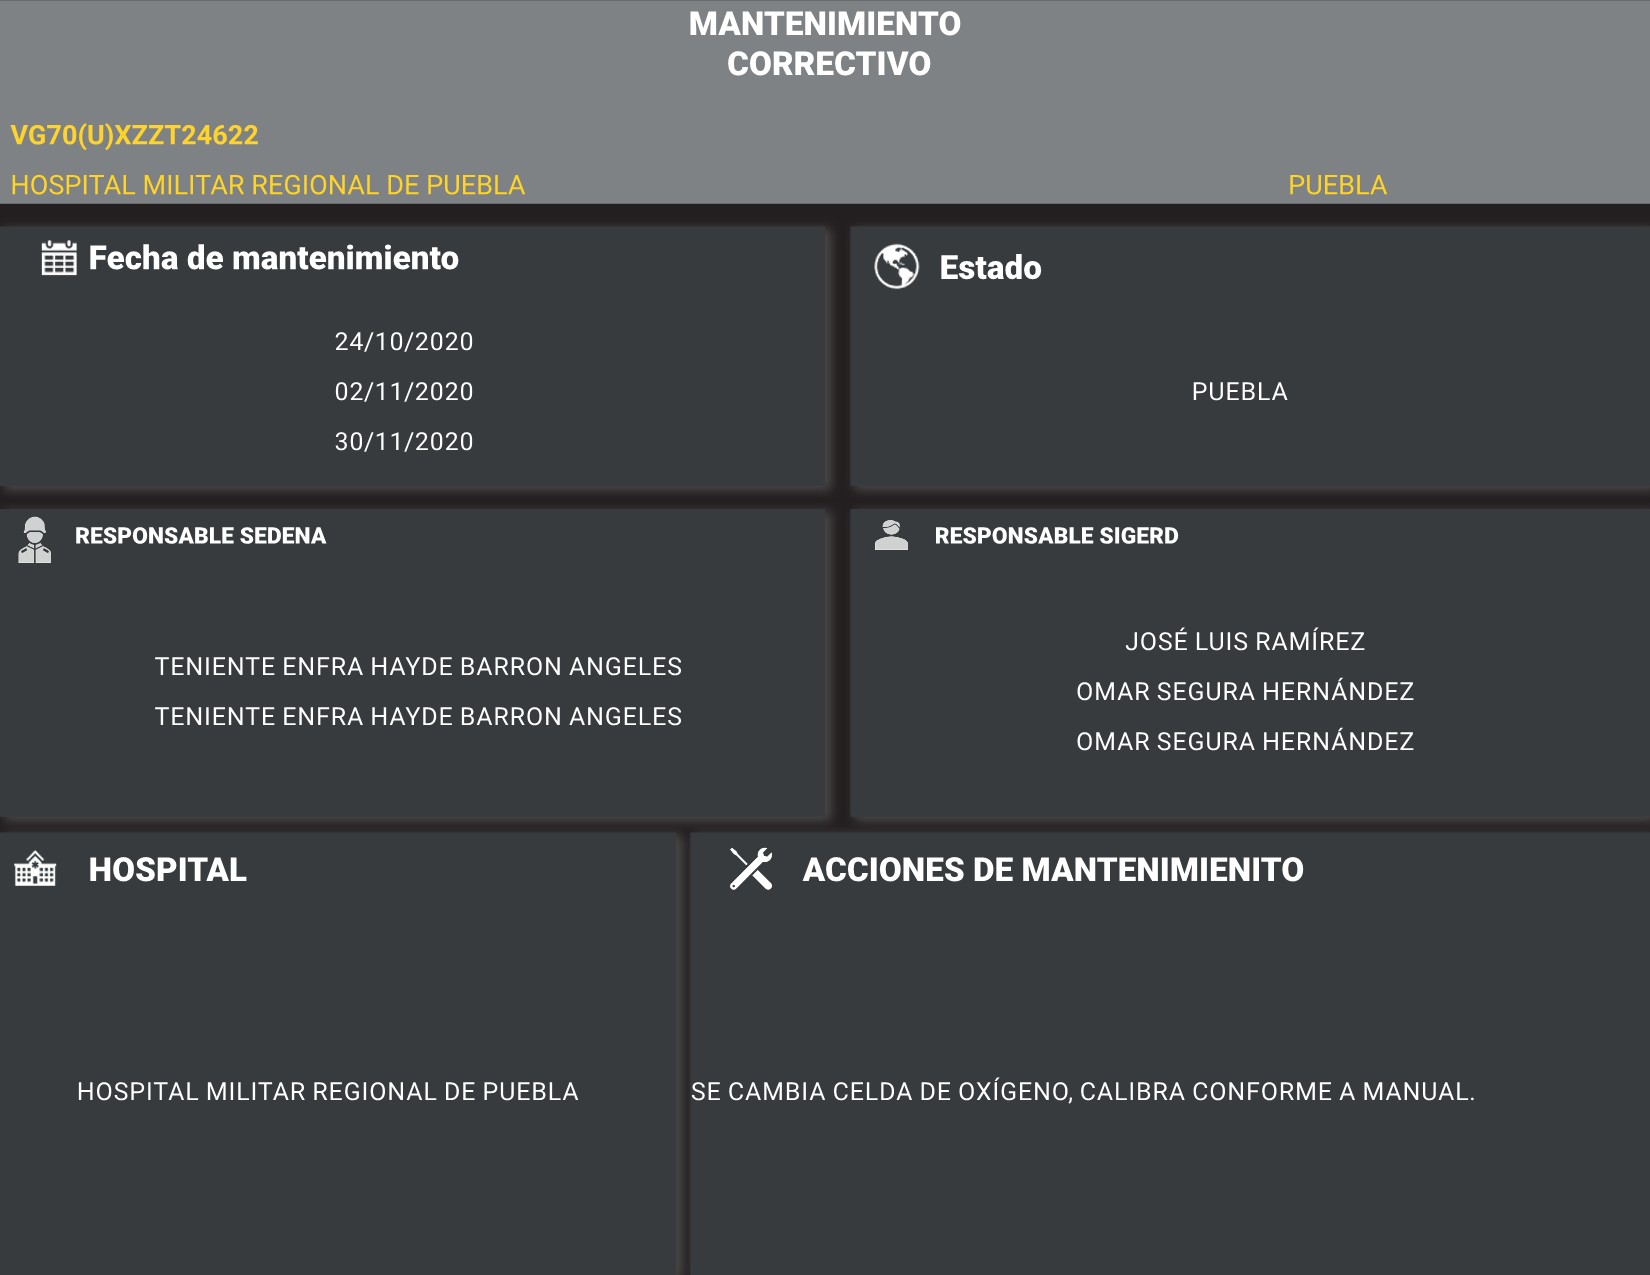 MANTENIMIENTO
CORRECTIVO
VG70(U)XZZT24622
HOSPITAL MILITAR REGIONAL DE PUEBLA
PUEBLA
Fecha de mantenimiento
24/10/2020
02/11/2020
30/11/2020
Estado
PUEBLA
RESPONSABLE SEDENA
TENIENTE ENFRA HAYDE BARRON ANGELES
TENIENTE ENFRA HAYDE BARRON ANGELES
RESPONSABLE SIGERD
JOSÉ LUIS RAMÍREZ
OMAR SEGURA HERNÁNDEZ
OMAR SEGURA HERNÁNDEZ
HOSPITAL
HOSPITAL MILITAR REGIONAL DE PUEBLA
ACCIONES DE MANTENIMIENITO
SE CAMBIA CELDA DE OXÍGENO, CALIBRA CONFORME A MANUAL.